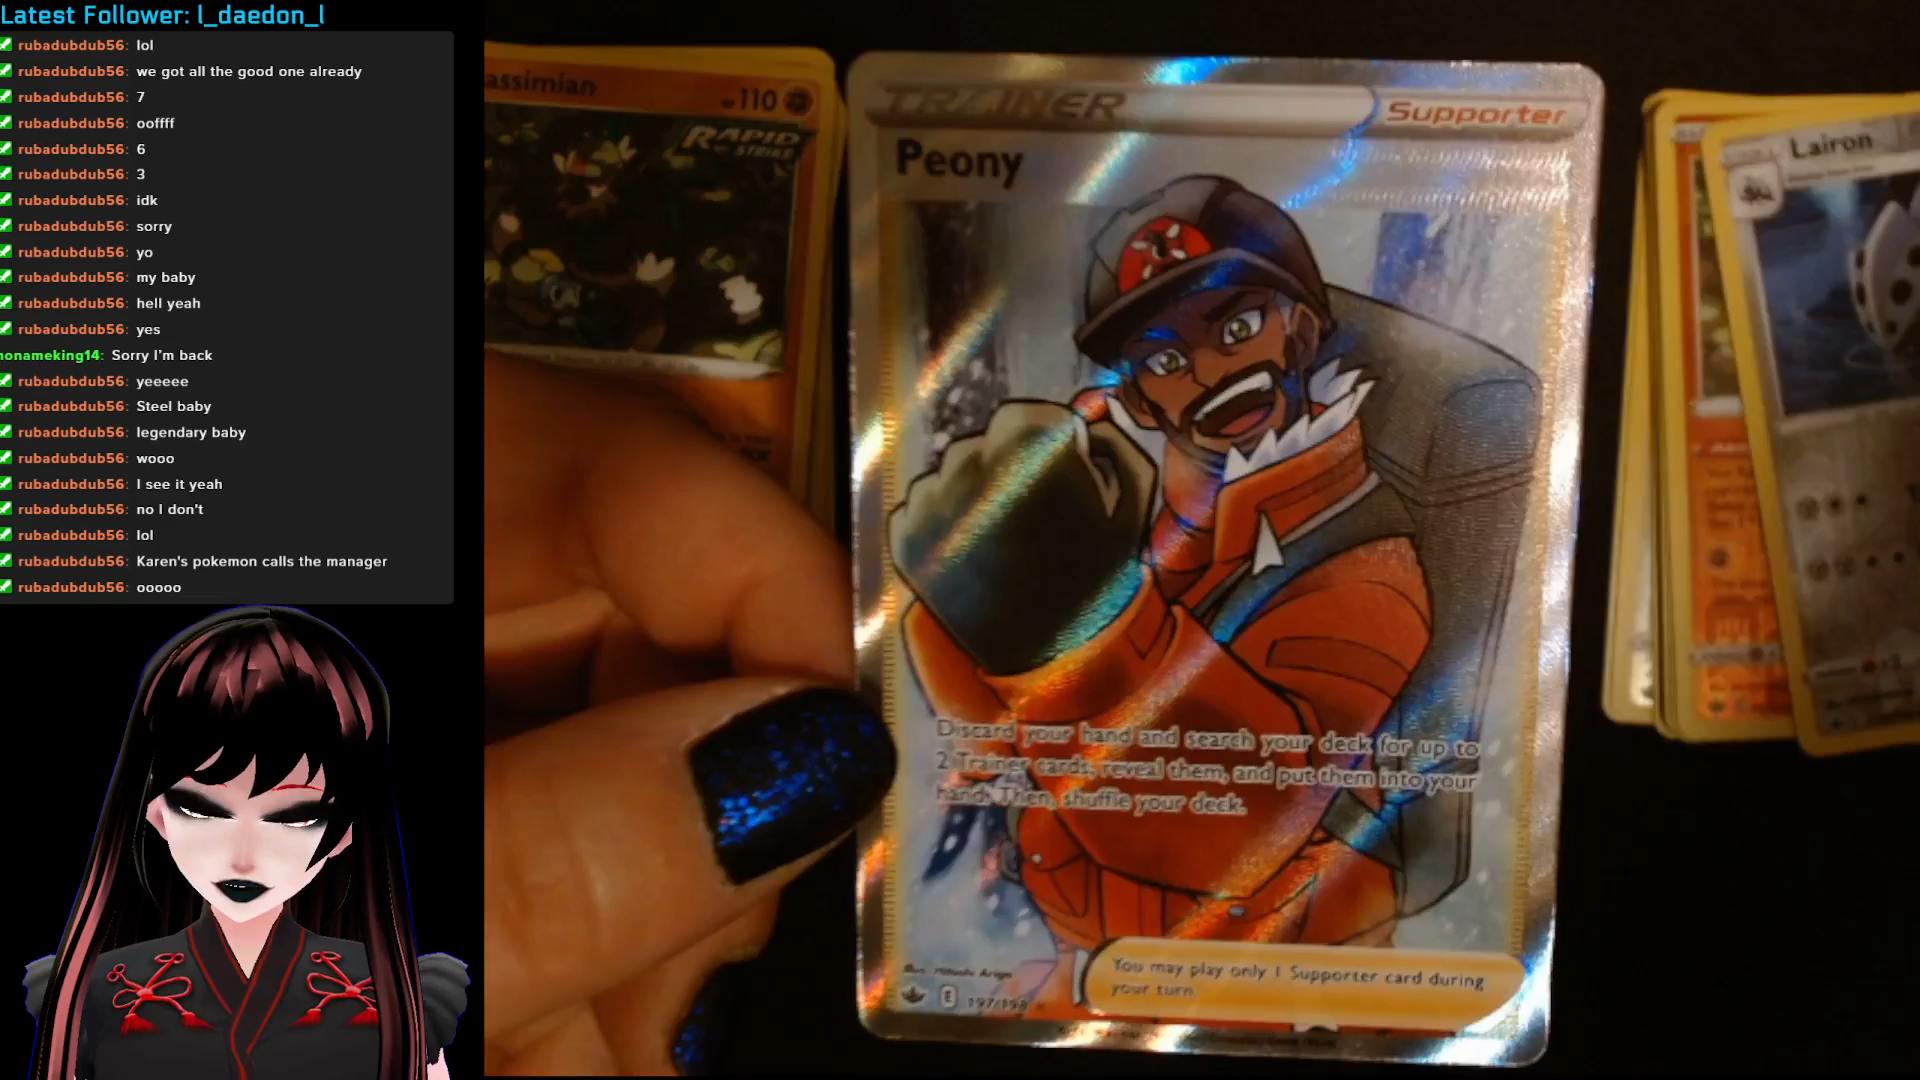 Latest Follower: l_daedon_l
rubadubdub56: lol
rubadubdub56: we got all the good one already
rubadubdub56: 7
rubadubdub56: ooffff
rubadubdub56: 6
rubadubdub56: 3
rubadubdub56: idk
rubadubdub56: sorry
rubadubdub56: yo
rubadubdub56: my baby
rubadubdub56: hell yeah
rubadubdub56: yes
nonameking14: Sorry I'm back
rubadubdub56: yeeeee
rubadubdub56: Steel baby
rubadubdub56: legendary baby
rubadubdub56: wooo
rubadubdub56: I see it yeah
rubadubdub56: no I don't
rubadubdub56: lol
rubadubdub56: Karen's pokemon calls the manager
rubadubdub56: ooooo
assimian
110
RAPID
STRIKE
TRAINER
Supporter
Peony
Discard your hand and search your deck for up to
2 Trainer cards, reveal them, and put them into your
hand. Then, shuffle your deck.
You may play only 1 Supporter card during
your turn.
E
197/198
Lairon